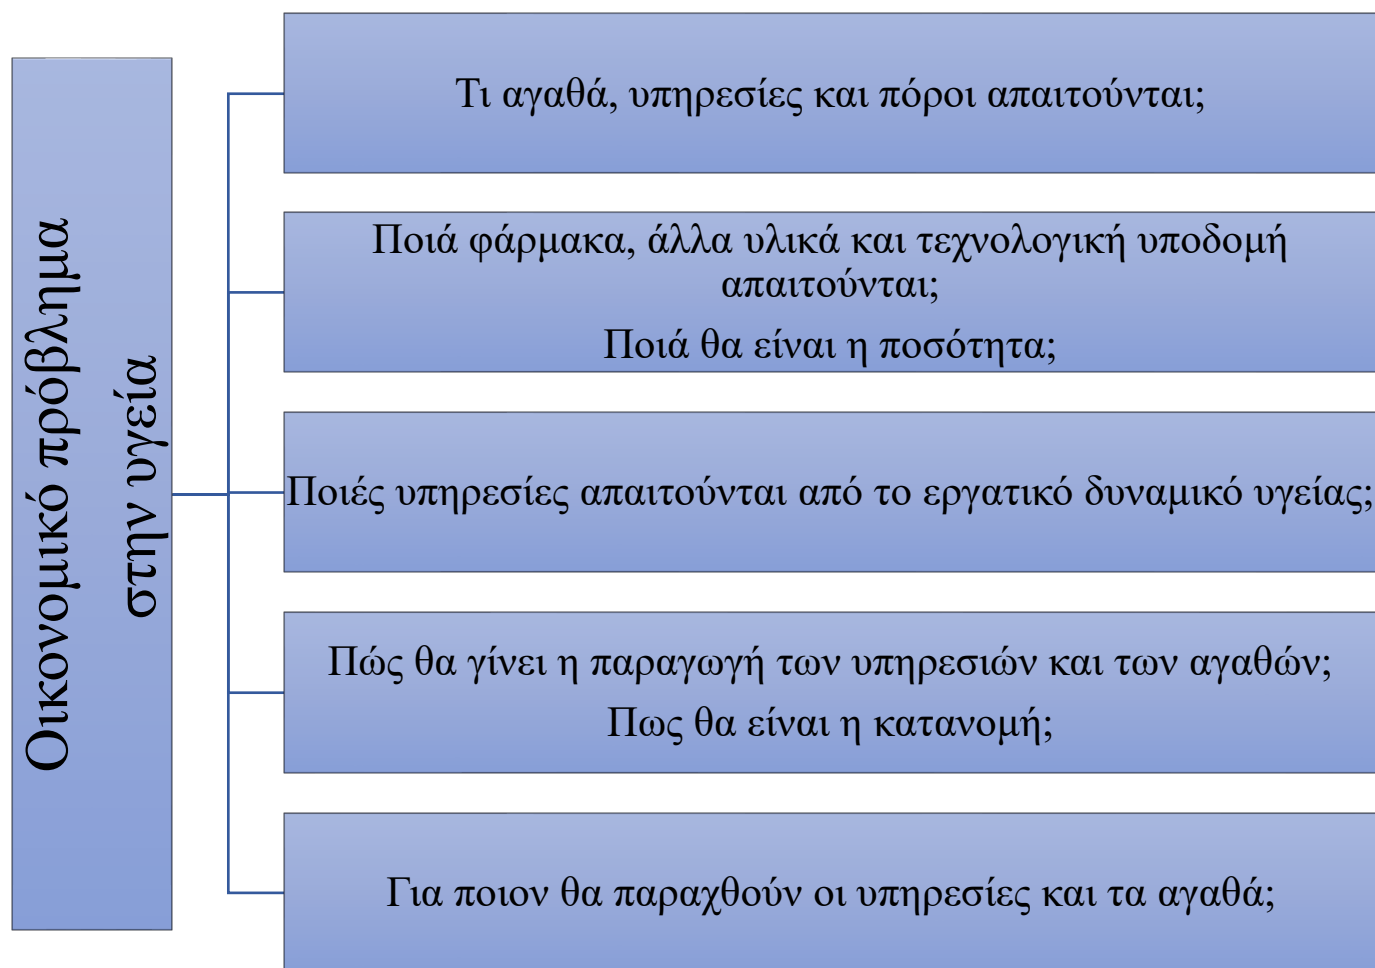 Οικονομικό πρόβλημα
στην υγεία
Τι αγαθά, υπηρεσίες και πόροι απαιτούνται;
Ποιά φάρμακα, άλλα υλικά και τεχνολογική υποδομή
απαιτούνται;
Ποιά θα είναι η ποσότητα;
Ποιές υπηρεσίες απαιτούνται από το εργατικό δυναμικό υγείας;
Πώς θα γίνει η παραγωγή των υπηρεσιών και των αγαθών;
Πως θα είναι η κατανομή;
Για ποιον θα παραχθούν οι υπηρεσίες και τα αγαθά;